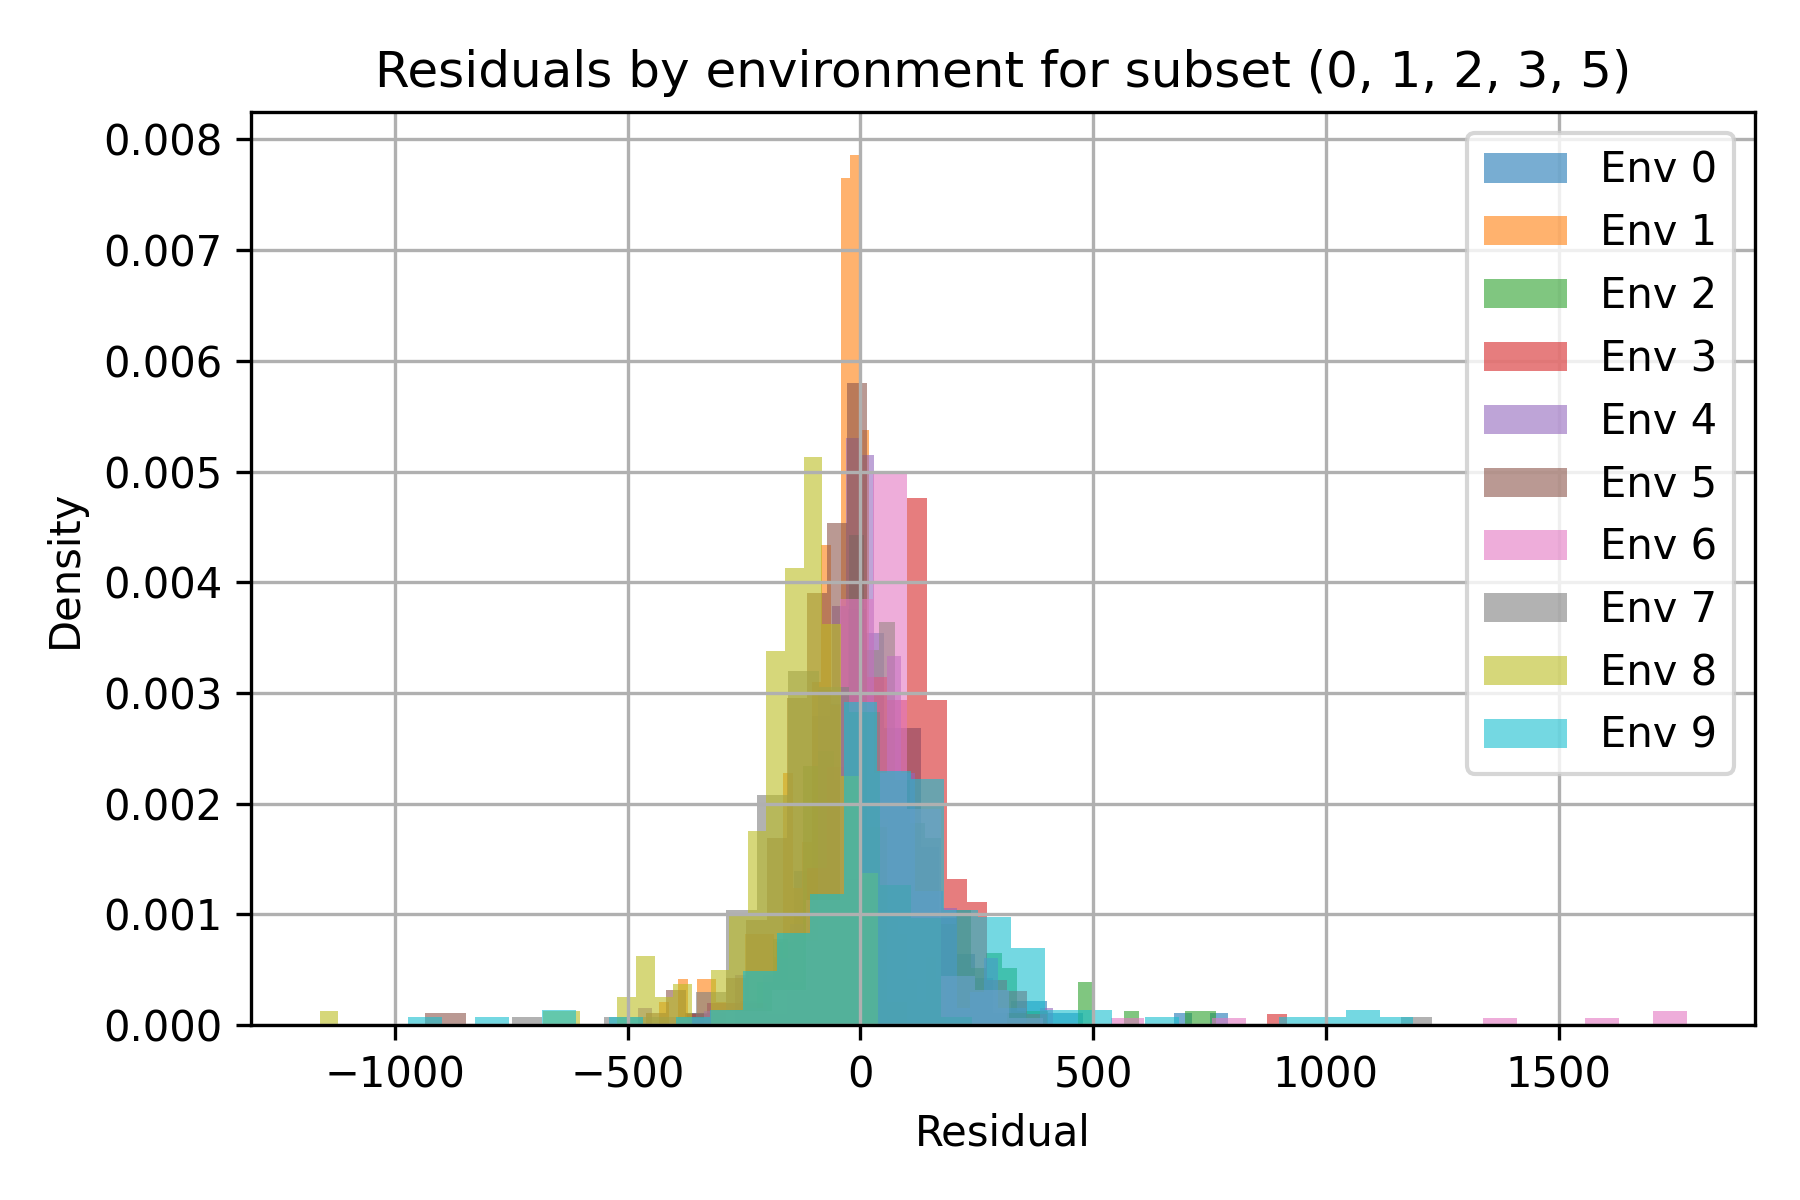 Residuals by environment for subset (0, 1, 2, 3, 5)
0.008
0.007
0.006
0.005
0.004
0.003
0.002
0.001
0.000
Density
−1000
−500
0
500
1000
1500
Residual
Env 0
Env 1
Env 2
Env 3
Env 4
Env 5
Env 6
Env 7
Env 8
Env 9